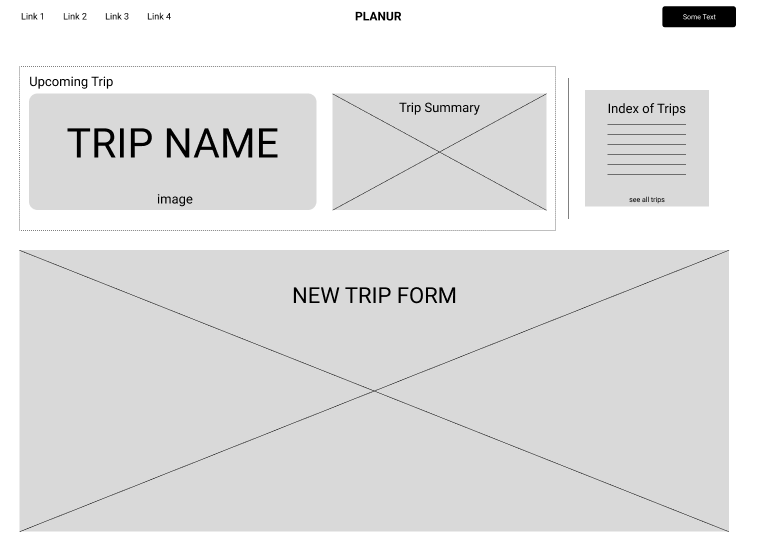 Link 1 Link 2 Link 3 Link 4 PLANUR Some Text
Upcoming Trip
TRIP NAME
image
Trip Summary
Index of Trips
see all trips
NEW TRIP FORM